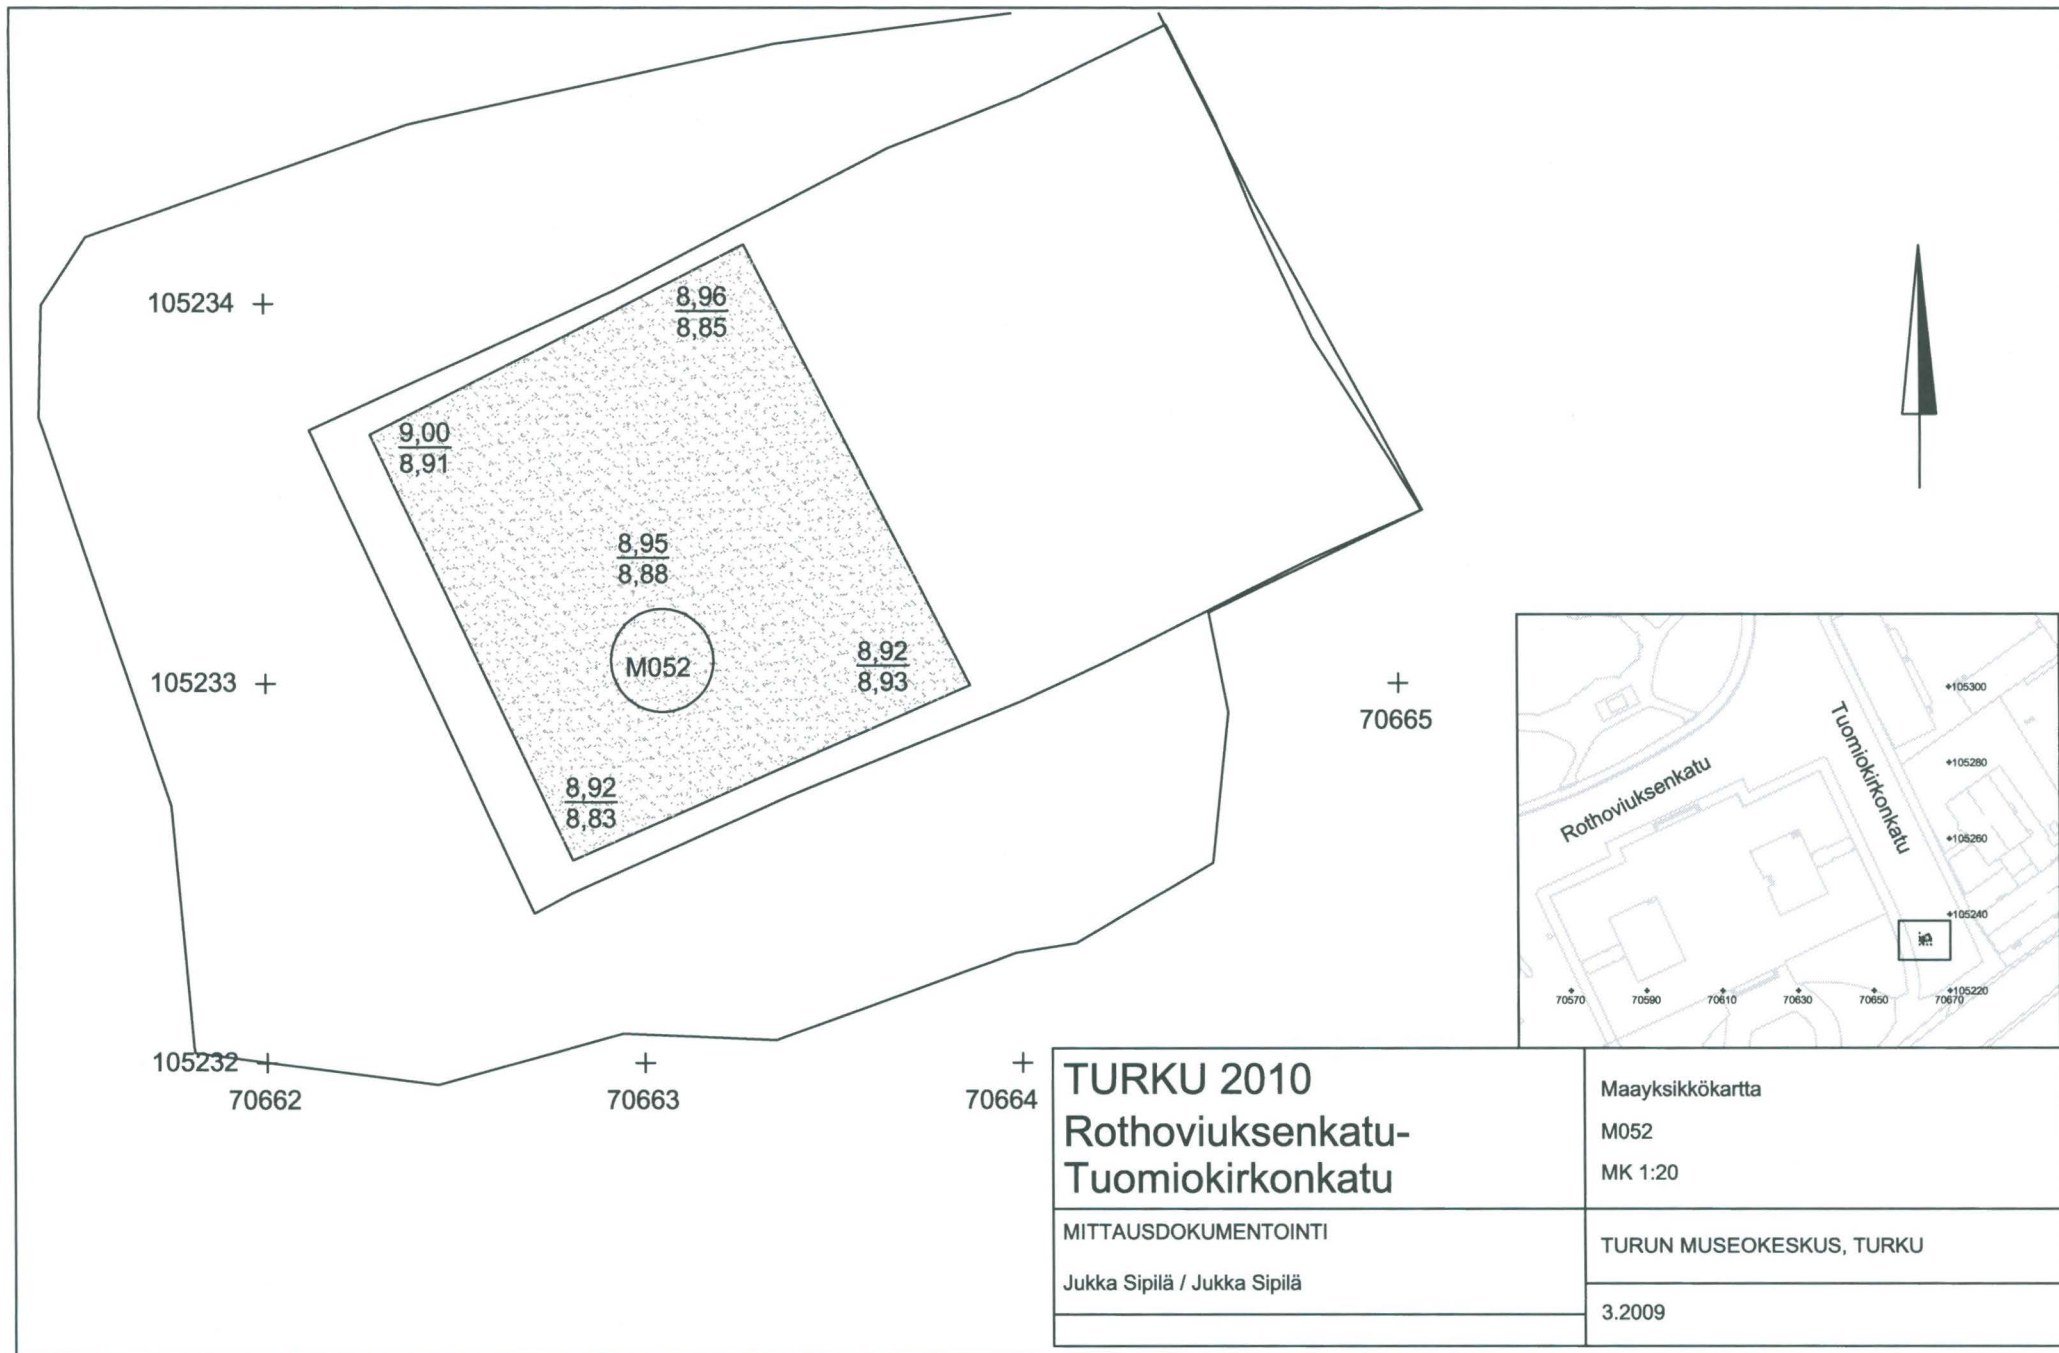 105234
8,96
8,85
9,00
8,91
8,95
8,88
M052
8,92
8,93
105233
70665
8,92
8,83
105232
70662
70663
70664
Rothoviuksenkatu
Tuomiokirkonkatu
105300
105280
105260
105240
105220
70570
70590
70610
70630
70650
70670
TURKU 2010
Rothoviuksenkatu-
Tuomiokirkonkatu
Maayksikkökartta
M052
MK 1:20
MITTAUSDOKUMENTOINTI
Jukka Sipilä / Jukka Sipilä
TURUN MUSEOKESKUS, TURKU
3.2009